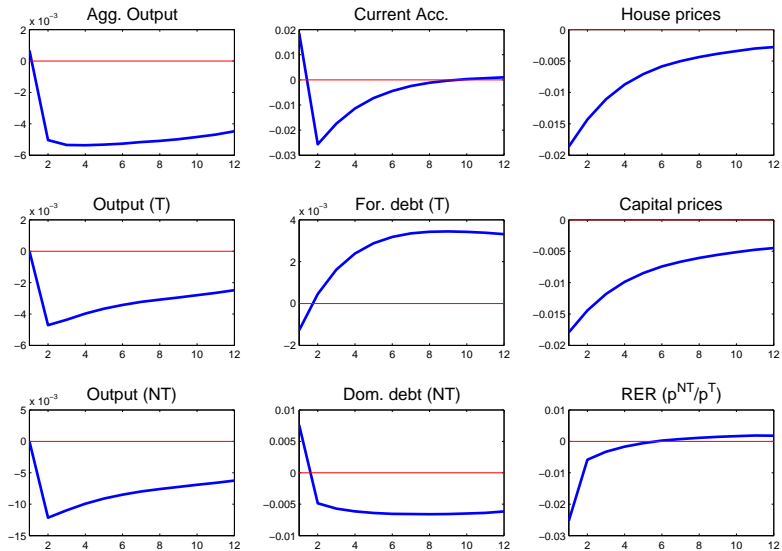 Agg. Output
x 10⁻³
2
0
−2
−4
−6
2 4 6 8 10 12
Current Acc.
0.02
0.01
0
−0.01
−0.02
−0.03
2 4 6 8 10 12
House prices
0
−0.005
−0.01
−0.015
−0.02
2 4 6 8 10 12
Output (T)
x 10⁻³
2
0
−2
−4
−6
2 4 6 8 10 12
For. debt (T)
x 10⁻³
4
2
0
−2
2 4 6 8 10 12
Capital prices
0
−0.005
−0.01
−0.015
−0.02
2 4 6 8 10 12
Output (NT)
x 10⁻³
5
0
−5
−10
−15
2 4 6 8 10 12
Dom. debt (NT)
0.01
0.005
0
−0.005
0.01
2 4 6 8 10 12
RER (pᴺᵀ/pᵀ)
0.01
0
−0.01
−0.02
−0.03
2 4 6 8 10 12